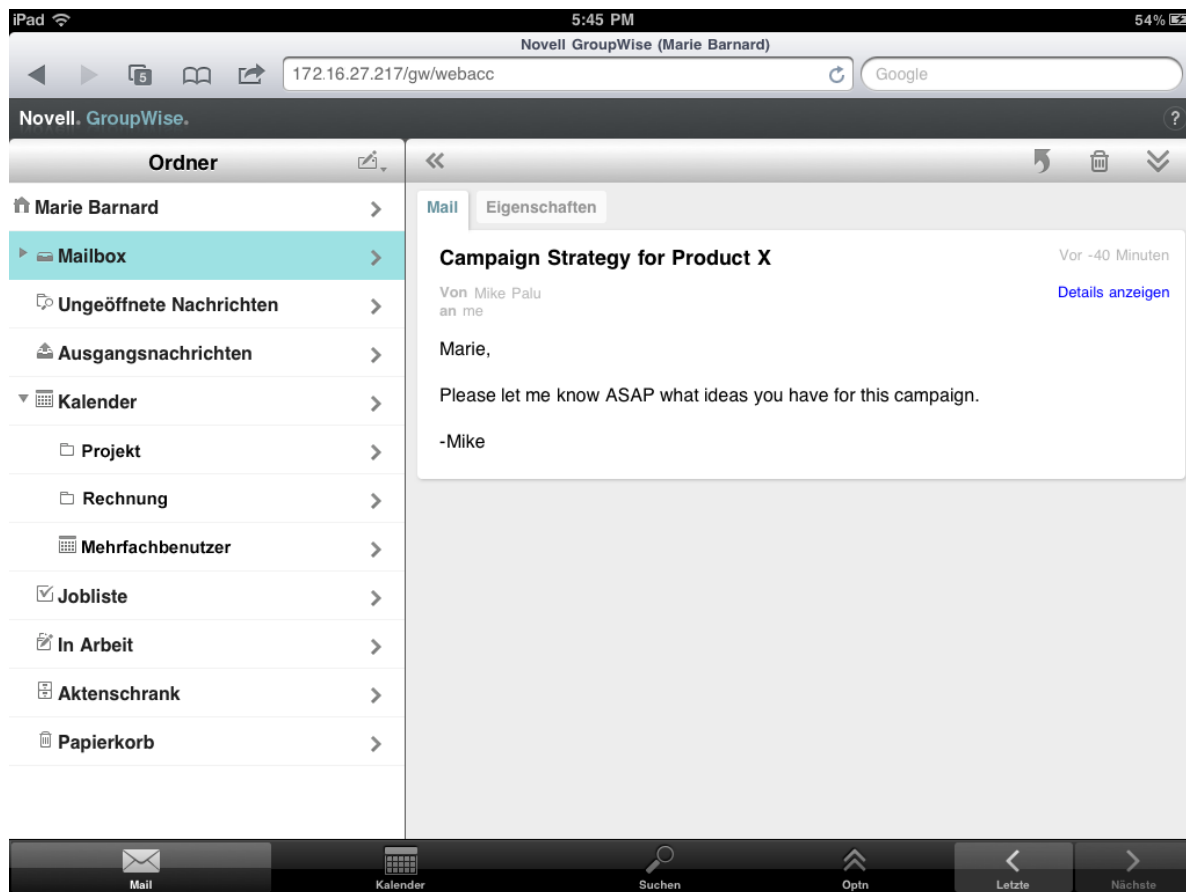 iPad 5:45 PM 54%
Novell GroupWise (Marie Barnard)
5 172.16.27.217/gw/webacc Google
Novell. GroupWise. ?
Ordner
Marie Barnard
Mailbox
Ungeöffnete Nachrichten
Ausgangsnachrichten
Kalender
Projekt
Rechnung
Mehrfachbenutzer
Jobliste
In Arbeit
Aktenschrank
Papierkorb
Mail Eigenschaften
Campaign Strategy for Product X Vor -40 Minuten
Von Mike Palu Details anzeigen
an me
Marie,
Please let me know ASAP what ideas you have for this campaign.
-Mike
Mail Kalender Suchen Optn Letzte Nächste